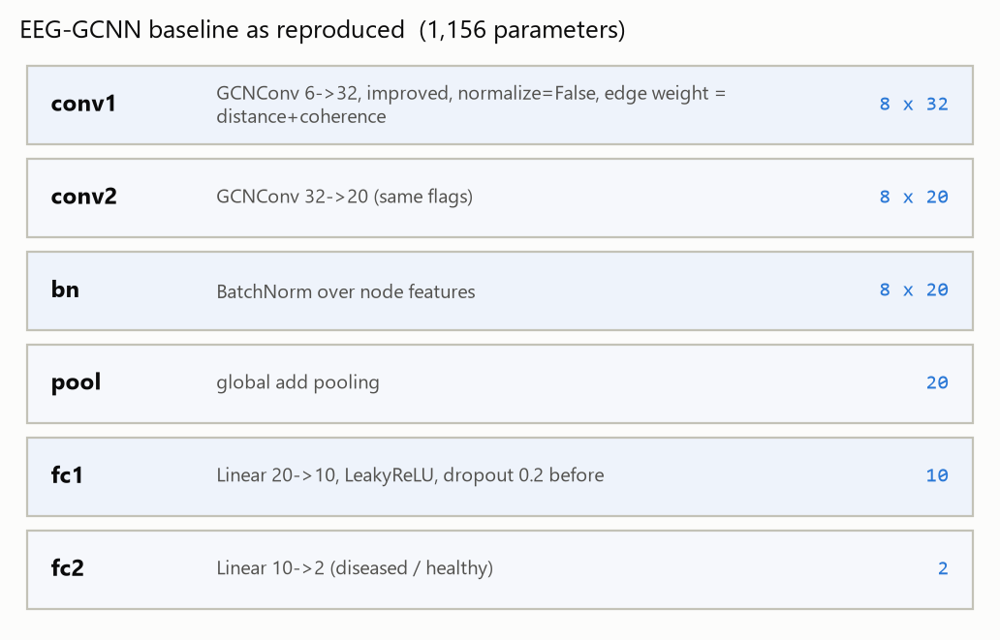 EEG-GCNN baseline as reproduced  (1,156 parameters)
conv1
GCNConv 6->32, improved, normalize=False, edge weight =
distance+coherence
8 x 32
conv2
GCNConv 32->20 (same flags)
8 x 20
bn
BatchNorm over node features
8 x 20
pool
global add pooling
20
fc1
Linear 20->10, LeakyReLU, dropout 0.2 before
10
fc2
Linear 10->2 (diseased / healthy)
2